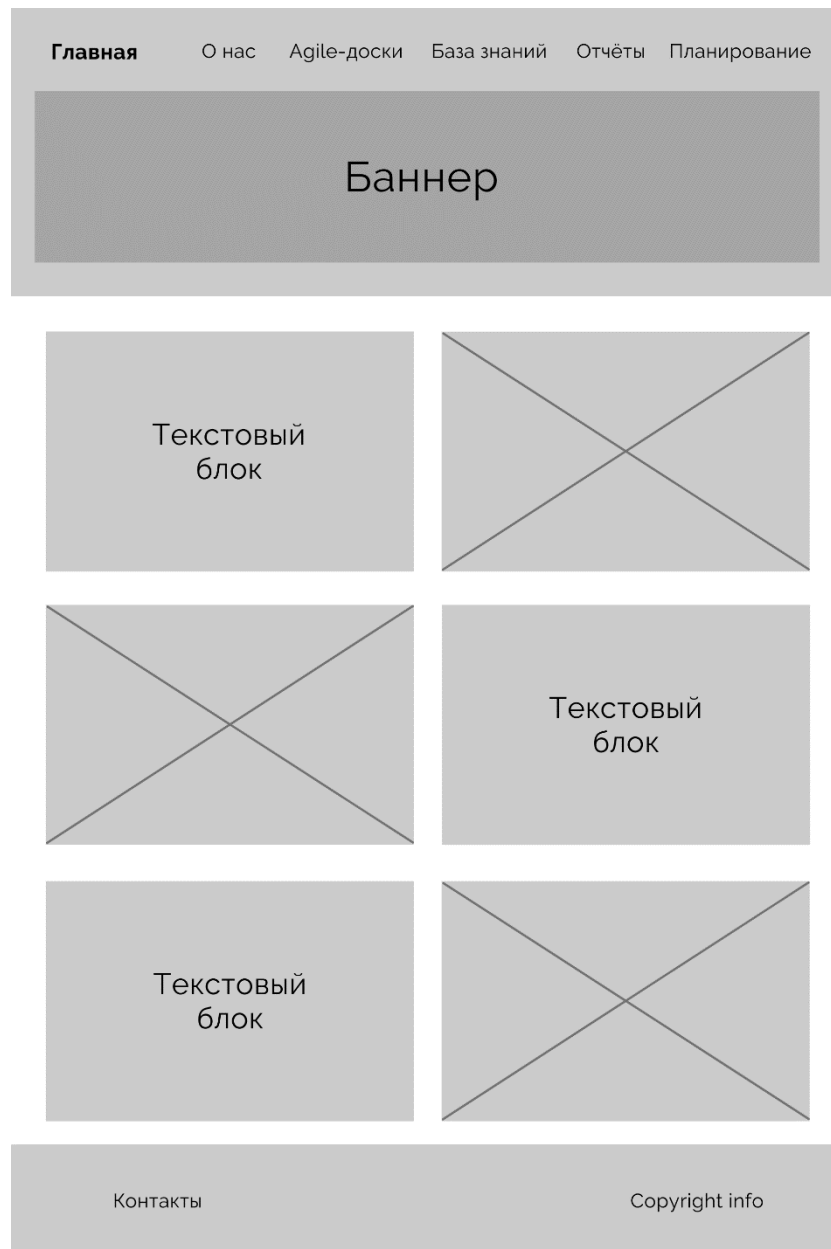 Главная О нас Agile-доски База знаний Отчёты Планирование
Баннер
Текстовый
блок
Текстовый
блок
Текстовый
блок
Контакты Copyright info